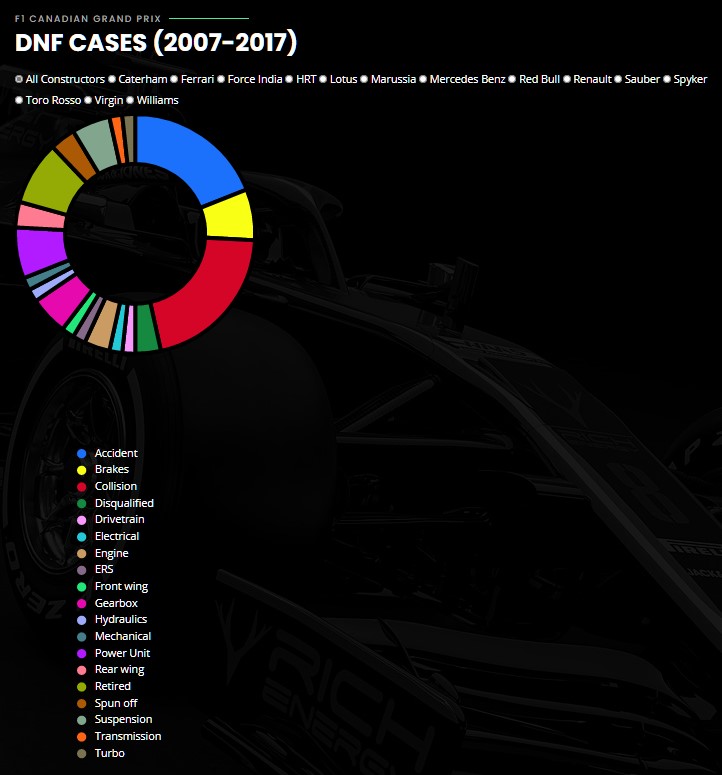 F1 CANADIAN GRAND PRIX
DNF CASES (2007-2017)
All Constructors Caterham Ferrari Force India HRT Lotus Marussia Mercedes Benz Red Bull Renault Sauber Spyker
Toro Rosso Virgin Williams
PIRELLI
Accident
Brakes
Collision
Disqualified
Drivetrain
Electrical
Engine
ERS
Front wing
Gearbox
Hydraulics
Mechanical
Power Unit
Rear wing
Retired
Spun off
Suspension
Transmission
Turbo
ZERO
RICH
ENERGY